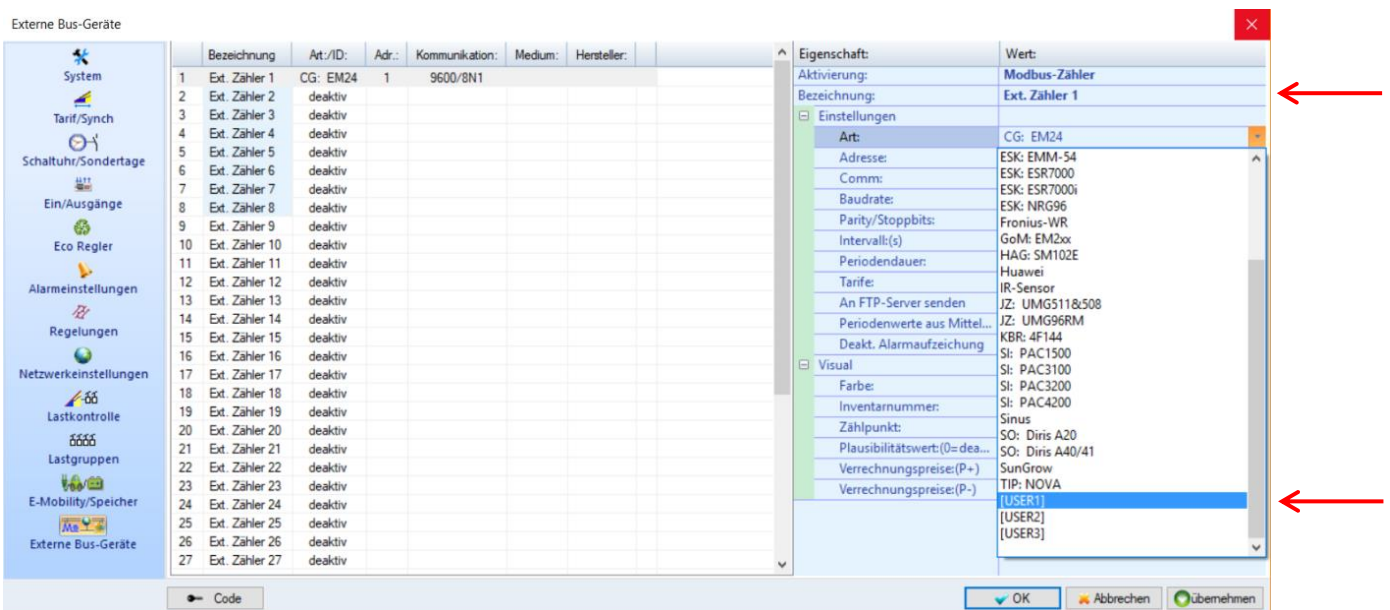 Externe Bus-Geräte
System
Tarif/Synch
Schaltuhr/Sondertage
Ein/Ausgänge
Eco Regler
Alarmeinstellungen
Regelungen
Netzwerkeinstellungen
Lastkontrolle
Lastgruppen
E-Mobility/Speicher
Externe Bus-Geräte
Bezeichnung Art:/ID: Adr.: Kommunikation: Medium: Hersteller:
1 Ext. Zähler 1 CG: EM24 1 9600/8N1
2 Ext. Zähler 2 deaktiv
3 Ext. Zähler 3 deaktiv
4 Ext. Zähler 4 deaktiv
5 Ext. Zähler 5 deaktiv
6 Ext. Zähler 6 deaktiv
7 Ext. Zähler 7 deaktiv
8 Ext. Zähler 8 deaktiv
9 Ext. Zähler 9 deaktiv
10 Ext. Zähler 10 deaktiv
11 Ext. Zähler 11 deaktiv
12 Ext. Zähler 12 deaktiv
13 Ext. Zähler 13 deaktiv
14 Ext. Zähler 14 deaktiv
15 Ext. Zähler 15 deaktiv
16 Ext. Zähler 16 deaktiv
17 Ext. Zähler 17 deaktiv
18 Ext. Zähler 18 deaktiv
19 Ext. Zähler 19 deaktiv
20 Ext. Zähler 20 deaktiv
21 Ext. Zähler 21 deaktiv
22 Ext. Zähler 22 deaktiv
23 Ext. Zähler 23 deaktiv
24 Ext. Zähler 24 deaktiv
25 Ext. Zähler 25 deaktiv
26 Ext. Zähler 26 deaktiv
27 Ext. Zähler 27 deaktiv
Eigenschaft: Wert:
Aktivierung: Modbus-Zähler
Bezeichnung: Ext. Zähler 1
Einstellungen
Art: CG: EM24
Adresse:
Comm:
Baudrate:
Parity/Stoppbits:
Intervall:(s)
Periodendauer:
Tarife:
An FTP-Server senden
Periodenwerte aus Mittel...
Deakt. Alarmaufzeichung
Visual
Farbe:
Inventarnummer:
Zählpunkt:
Plausibilitätswert:(0=dea...
Verrechnungspreise:(P+)
Verrechnungspreise:(P-)
ESK: EMM-54
ESK: ESR7000
ESK: ESR7000i
ESK: NRG96
Fronius-WR
GoM: EM2xx
HAG: SM102E
Huawei
IR-Sensor
JZ: UMG511&508
JZ: UMG96RM
KBR: 4F144
SI: PAC1500
SI: PAC3100
SI: PAC3200
SI: PAC4200
Sinus
SO: Diris A20
SO: Diris A40/41
SunGrow
TIP: NOVA
[USER1]
[USER2]
[USER3]
Code
OK
Abbrechen
übernehmen